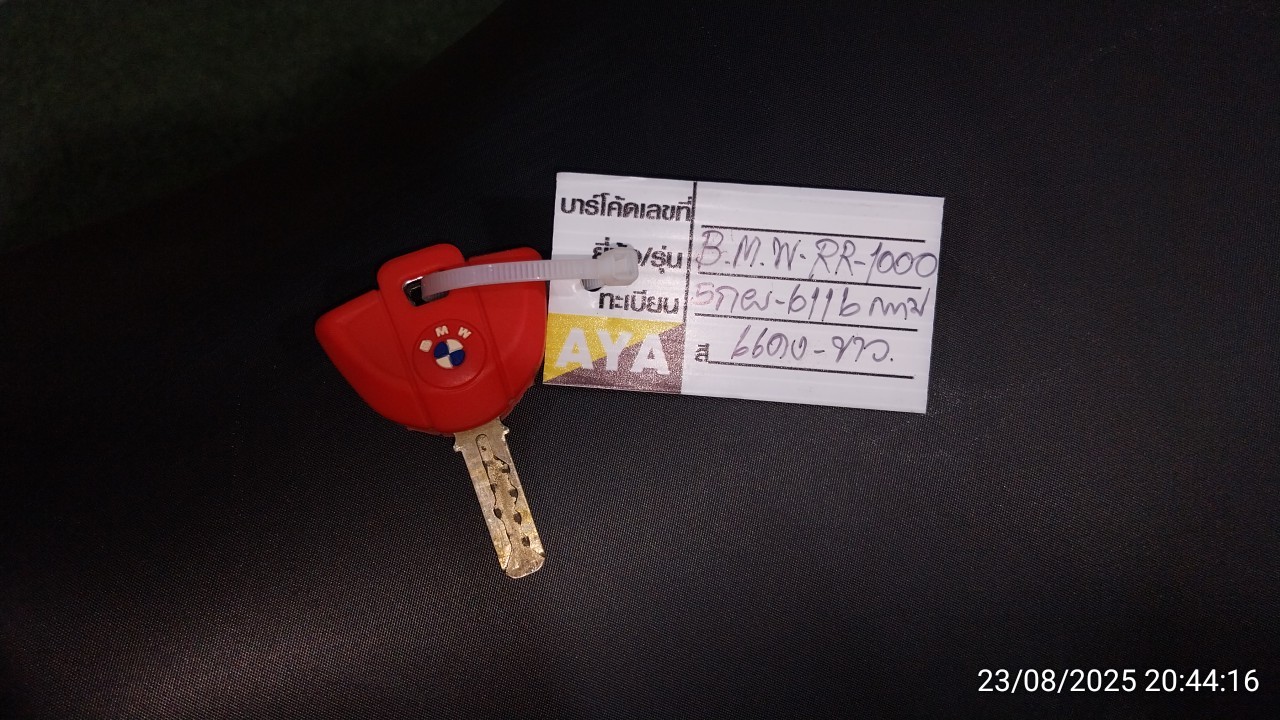 บาร์โค้ดเลขที่
ยี่ห้อ/รุ่น B.M.W-RR-1000
ทะเบียน 5กผร-6116 กทม
AYA
สี แดง-ขาว.
BMW
23/08/2025 20:44:16